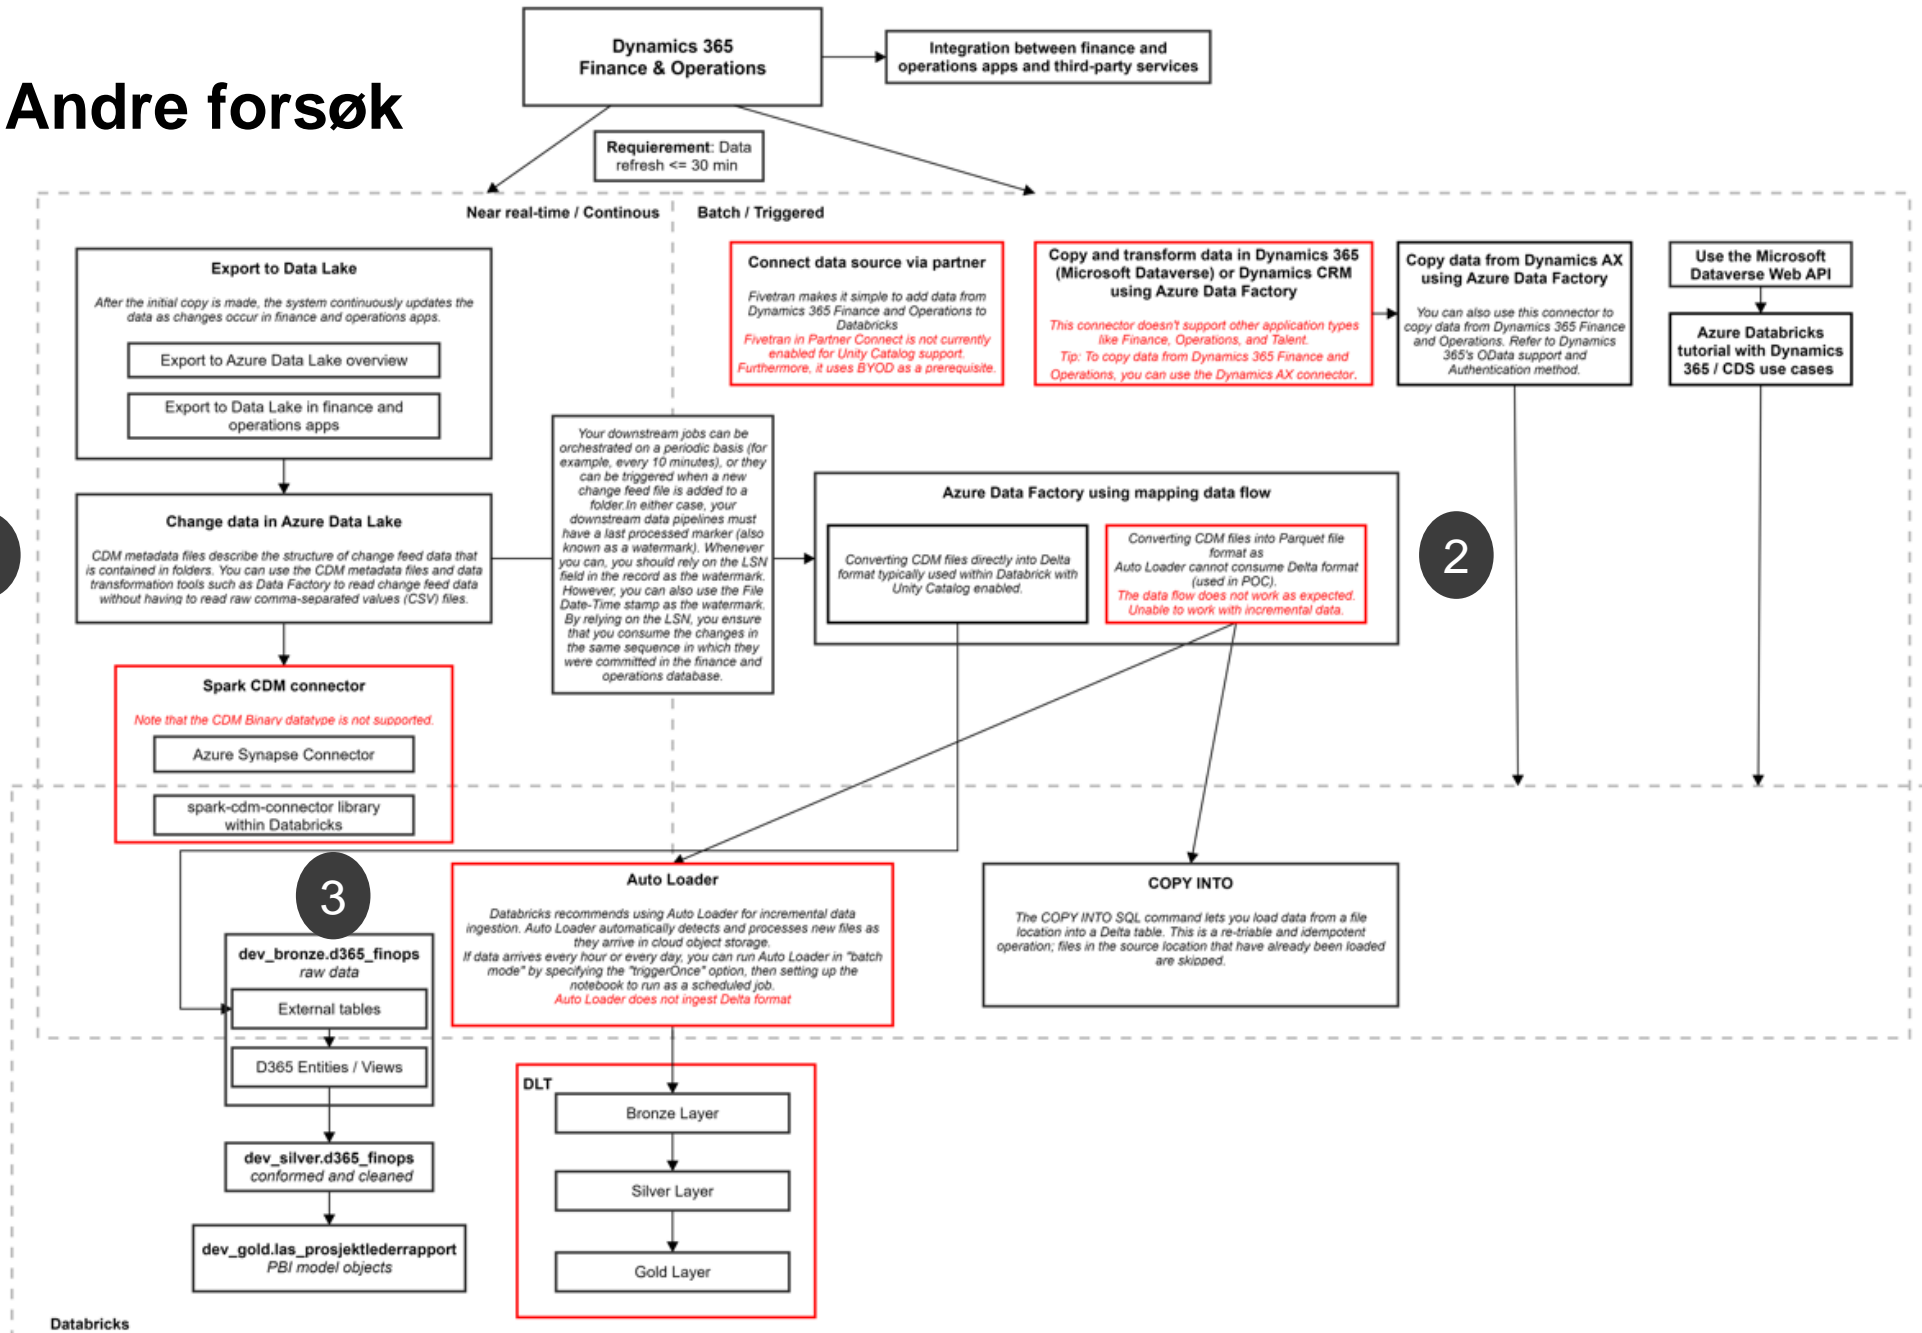 Andre forsøk
Dynamics 365
Finance & Operations
Integration between finance and
operations apps and third-party services
Requierement: Data
refresh <= 30 min
Near real-time / Continous
Batch / Triggered
Export to Data Lake
After the initial copy is made, the system continuously updates the
data as changes occur in finance and operations apps.
Export to Azure Data Lake overview
Export to Data Lake in finance and
operations apps
Connect data source via partner
Fivetran makes it simple to add data from
Dynamics 365 Finance and Operations to
Databricks
Fivetran in Partner Connect is not currently
enabled for Unity Catalog support.
Furthermore, it uses BYOD as a prerequisite.
Copy and transform data in Dynamics 365
(Microsoft Dataverse) or Dynamics CRM
using Azure Data Factory
This connector doesn't support other application types
like Finance, Operations, and Talent.
Tip: To copy data from Dynamics 365 Finance and
Operations, you can use the Dynamics AX connector.
Copy data from Dynamics AX
using Azure Data Factory
You can also use this connector to
copy data from Dynamics 365 Finance
and Operations. Refer to Dynamics
365's OData support and
Authentication method.
Use the Microsoft
Dataverse Web API
Azure Databricks
tutorial with Dynamics
365 / CDS use cases
Change data in Azure Data Lake
CDM metadata files describe the structure of change feed data that
is contained in folders. You can use the CDM metadata files and data
transformation tools such as Data Factory to read change feed data
without having to read raw comma-separated values (CSV) files.
Your downstream jobs can be
orchestrated on a periodic basis (for
example, every 10 minutes), or they
can be triggered when a new
change feed file is added to a
folder.In either case, your
downstream data pipelines must
have a last processed marker (also
known as a watermark). Whenever
you can, you should rely on the LSN
field in the record as the watermark.
However, you can also use the File
Date-Time stamp as the watermark.
By relying on the LSN, you ensure
that you consume the changes in
the same sequence in which they
were committed in the finance and
operations database.
Azure Data Factory using mapping data flow
Converting CDM files directly into Delta
format typically used within Databrick with
Unity Catalog enabled.
Converting CDM files into Parquet file
format as
Auto Loader cannot consume Delta format
(used in POC).
The data flow does not work as expected.
Unable to work with incremental data.
2
Spark CDM connector
Note that the CDM Binary datatype is not supported.
Azure Synapse Connector
spark-cdm-connector library
within Databricks
3
dev_bronze.d365_finops
raw data
External tables
D365 Entities / Views
dev_silver.d365_finops
conformed and cleaned
dev_gold.las_prosjektlederrapport
PBI model objects
Auto Loader
Databricks recommends using Auto Loader for incremental data
ingestion. Auto Loader automatically detects and processes new files as
they arrive in cloud object storage.
If data arrives every hour or every day, you can run Auto Loader in "batch
mode" by specifying the "triggerOnce" option, then setting up the
notebook to run as a scheduled job.
Auto Loader does not ingest Delta format
COPY INTO
The COPY INTO SQL command lets you load data from a file
location into a Delta table. This is a re-triable and idempotent
operation; files in the source location that have already been loaded
are skipped.
DLT
Bronze Layer
Silver Layer
Gold Layer
Databricks